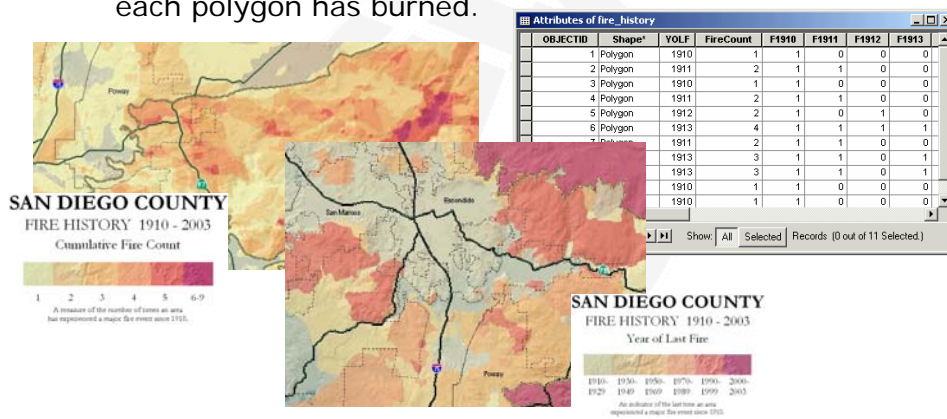 each polygon has burned.
Attributes of fire_history
OBJECTID Shape* YOLF FireCount F1910 F1911 F1912 F1913
1 Polygon 1910 1 1 0 0 0
2 Polygon 1911 2 1 1 0 0
3 Polygon 1910 1 1 0 0 0
4 Polygon 1911 2 1 1 0 0
5 Polygon 1912 2 1 0 1 0
6 Polygon 1913 4 1 1 1 1
7 Polygon 1911 2 1 1 0 0
1913 3 1 1 0 1
1913 3 1 1 0 1
1910 1 1 0 0 0
1910 1 1 0 0 0
Show: All Selected Records (0 out of 11 Selected.)
Poway
SAN DIEGO COUNTY
FIRE HISTORY 1910 - 2003
Cumulative Fire Count
1 2 3 4 5 6-9
A measure of the number of times an area
has experienced a major fire event since 1910.
San Marcos
Escondido
Poway
SAN DIEGO COUNTY
FIRE HISTORY 1910 - 2003
Year of Last Fire
1910- 1930- 1950- 1970- 1990- 2000-
1929 1949 1969 1989 1999 2003
An indicator of the last time an area
experienced a major fire event since 1910.